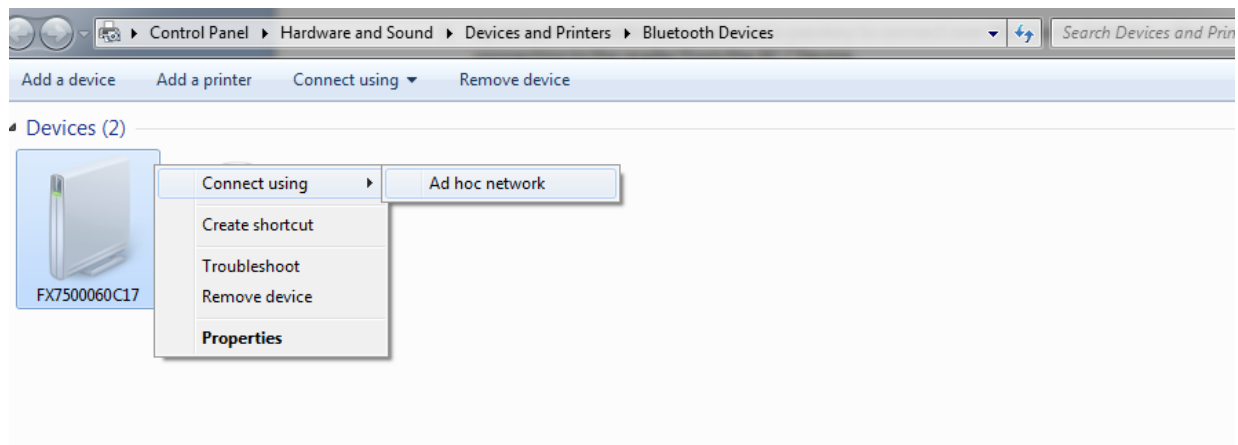 Control Panel Hardware and Sound Devices and Printers Bluetooth Devices Search Devices and Prin
Add a device Add a printer Connect using Remove device
Devices (2)
Connect using Ad hoc network
Create shortcut
Troubleshoot
FX7500060C17 Remove device
Properties